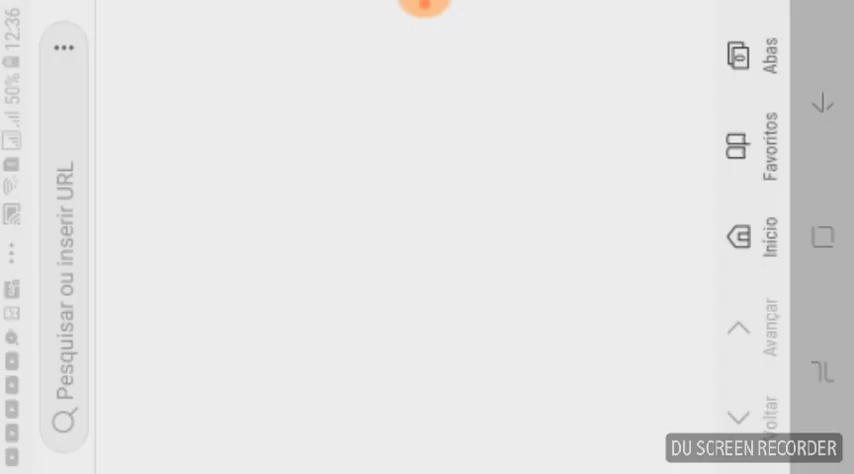 50% 12:36
Pesquisar ou inserir URL
Voltar
Avançar
Início
Favoritos
Abas
DU SCREEN RECORDER